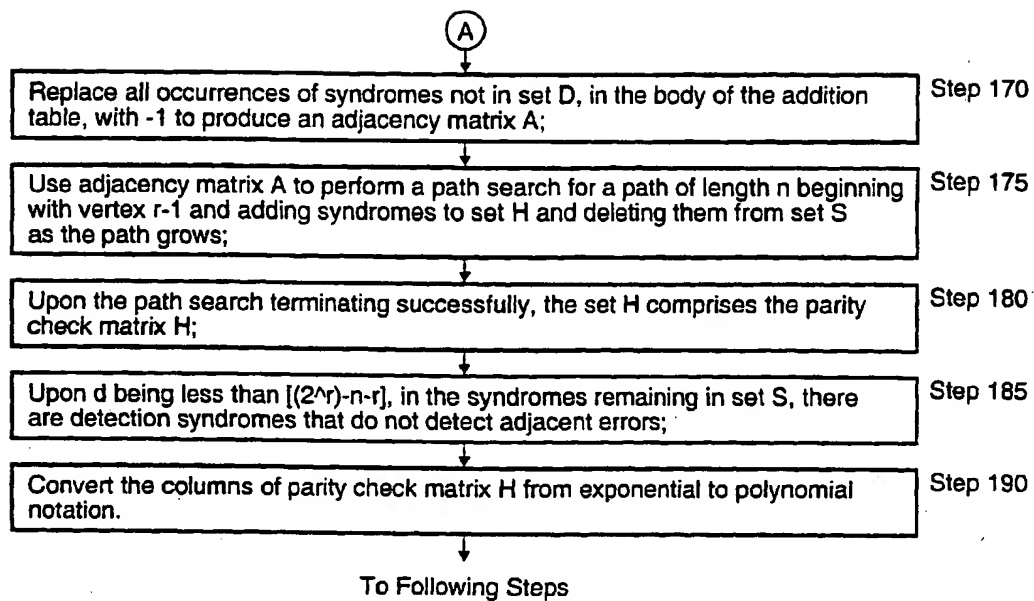 A
Replace all occurrences of syndromes not in set D, in the body of the addition
table, with -1 to produce an adjacency matrix A;
Step 170
Use adjacency matrix A to perform a path search for a path of length n beginning
with vertex r-1 and adding syndromes to set H and deleting them from set S
as the path grows;
Step 175
Upon the path search terminating successfully, the set H comprises the parity
check matrix H;
Step 180
Upon d being less than [(2^r)-n-r], in the syndromes remaining in set S, there
are detection syndromes that do not detect adjacent errors;
Step 185
Convert the columns of parity check matrix H from exponential to polynomial
notation.
Step 190
To Following Steps